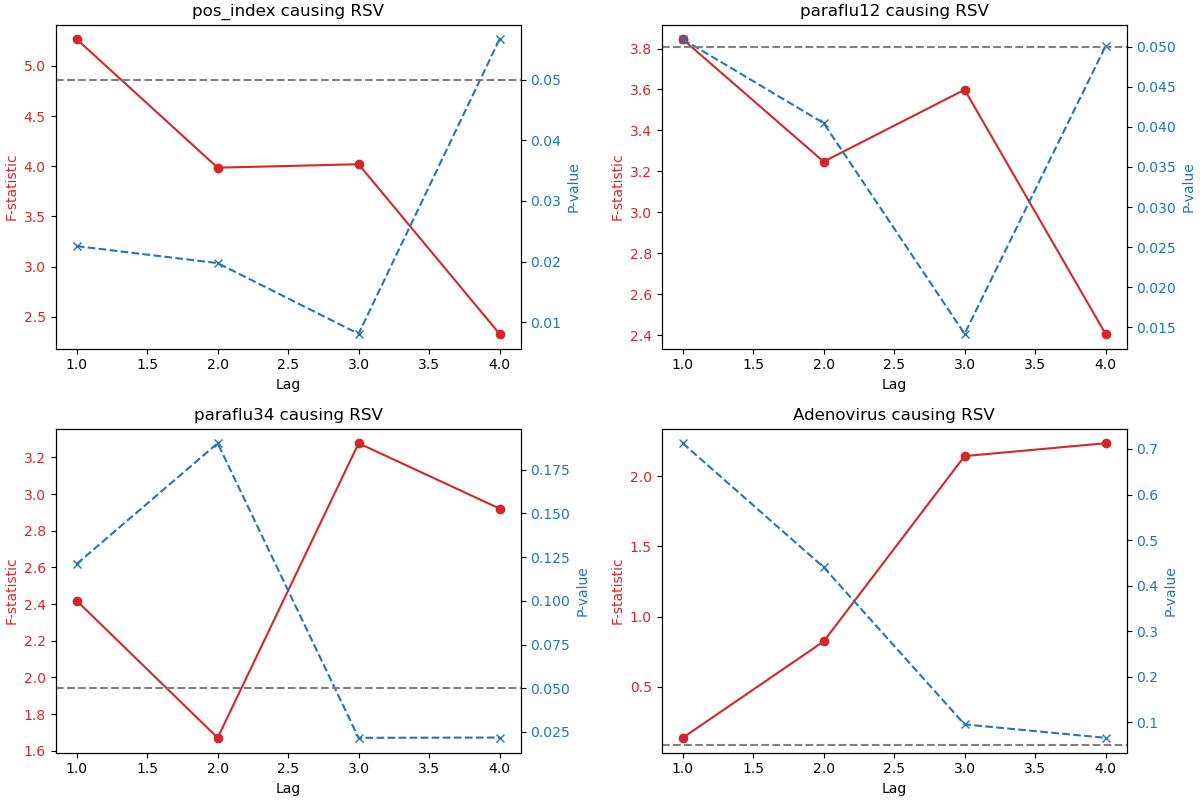 pos_index causing RSV
5.0
4.5
4.0
3.5
3.0
2.5
F-statistic
0.05
0.04
0.03
0.02
0.01
P-value
1.0 1.5 2.0 2.5 3.0 3.5 4.0
Lag
paraflu12 causing RSV
3.8
3.6
3.4
3.2
3.0
2.8
2.6
2.4
F-statistic
0.050
0.045
0.040
0.035
0.030
0.025
0.020
0.015
P-value
1.0 1.5 2.0 2.5 3.0 3.5 4.0
Lag
paraflu34 causing RSV
3.2
3.0
2.8
2.6
2.4
2.2
2.0
1.8
1.6
F-statistic
0.175
0.150
0.125
0.100
0.075
0.050
0.025
P-value
1.0 1.5 2.0 2.5 3.0 3.5 4.0
Lag
Adenovirus causing RSV
2.0
1.5
1.0
0.5
F-statistic
0.7
0.6
0.5
0.4
0.3
0.2
0.1
P-value
1.0 1.5 2.0 2.5 3.0 3.5 4.0
Lag